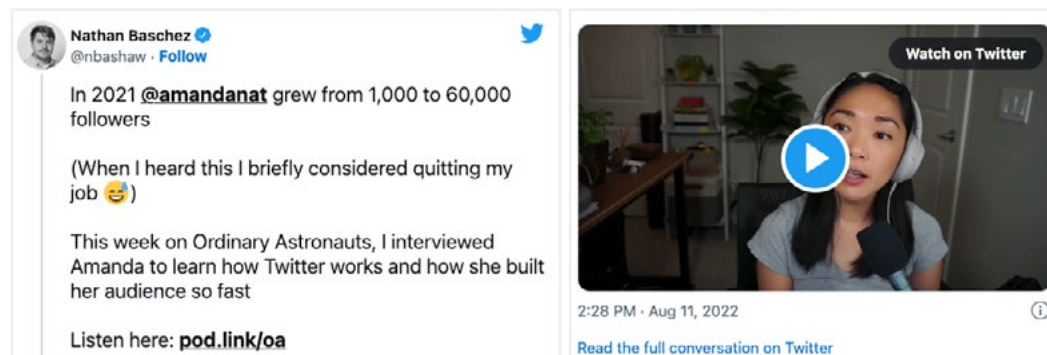 Nathan Baschez
@nbashaw · Follow
In 2021 @amandanat grew from 1,000 to 60,000
followers
(When I heard this I briefly considered quitting my
job 😅)
This week on Ordinary Astronauts, I interviewed
Amanda to learn how Twitter works and how she built
her audience so fast
Listen here: pod.link/oa
Watch on Twitter
2:28 PM · Aug 11, 2022
Read the full conversation on Twitter